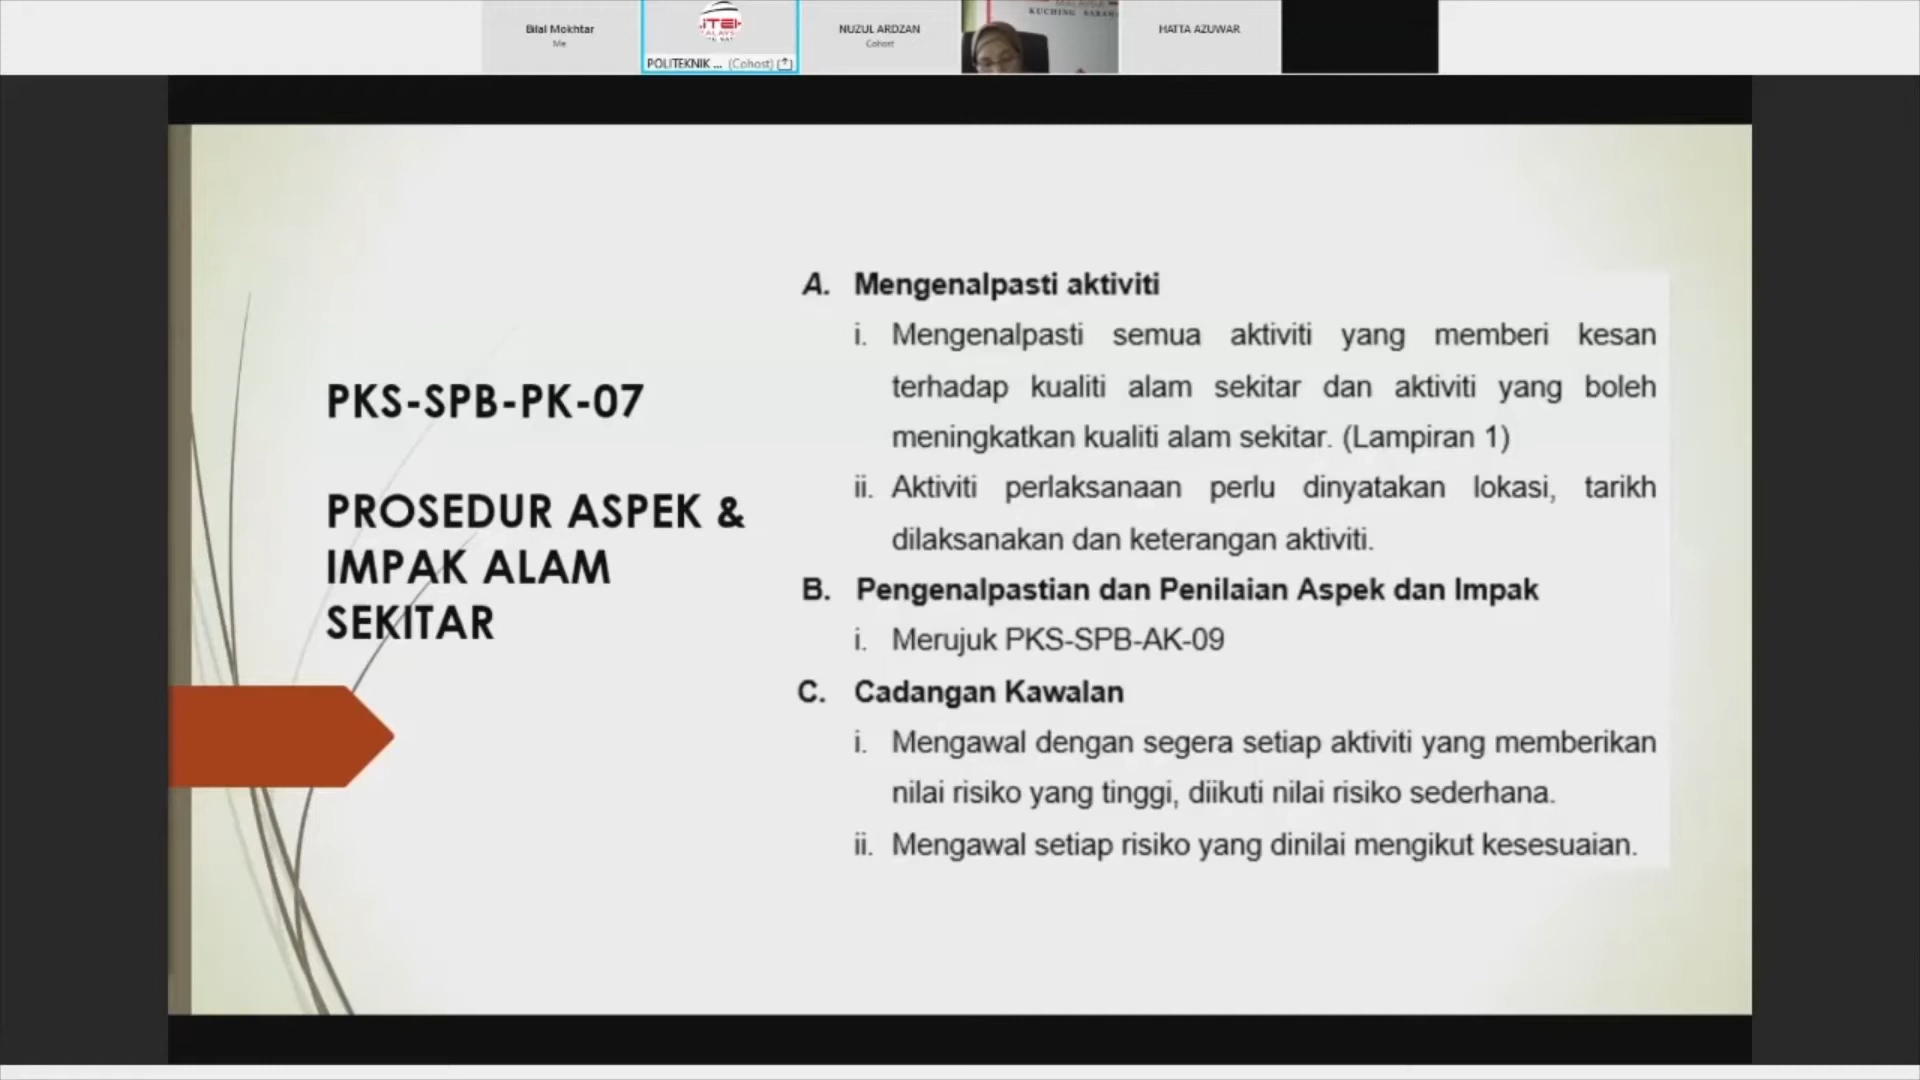 Bilal Mokhtar
Me
POLITEKNIK ... (Cohost)
NUZUL ARDZAN
Cohost
KUCHING SARAW
HATTA AZUWAR
PKS-SPB-PK-07
PROSEDUR ASPEK &
IMPAK ALAM
SEKITAR
A. Mengenalpasti aktiviti
i. Mengenalpasti semua aktiviti yang memberi kesan
terhadap kualiti alam sekitar dan aktiviti yang boleh
meningkatkan kualiti alam sekitar. (Lampiran 1)
ii. Aktiviti perlaksanaan perlu dinyatakan lokasi, tarikh
dilaksanakan dan keterangan aktiviti.
B. Pengenalpastian dan Penilaian Aspek dan Impak
i. Merujuk PKS-SPB-AK-09
C. Cadangan Kawalan
i. Mengawal dengan segera setiap aktiviti yang memberikan
nilai risiko yang tinggi, diikuti nilai risiko sederhana.
ii. Mengawal setiap risiko yang dinilai mengikut kesesuaian.